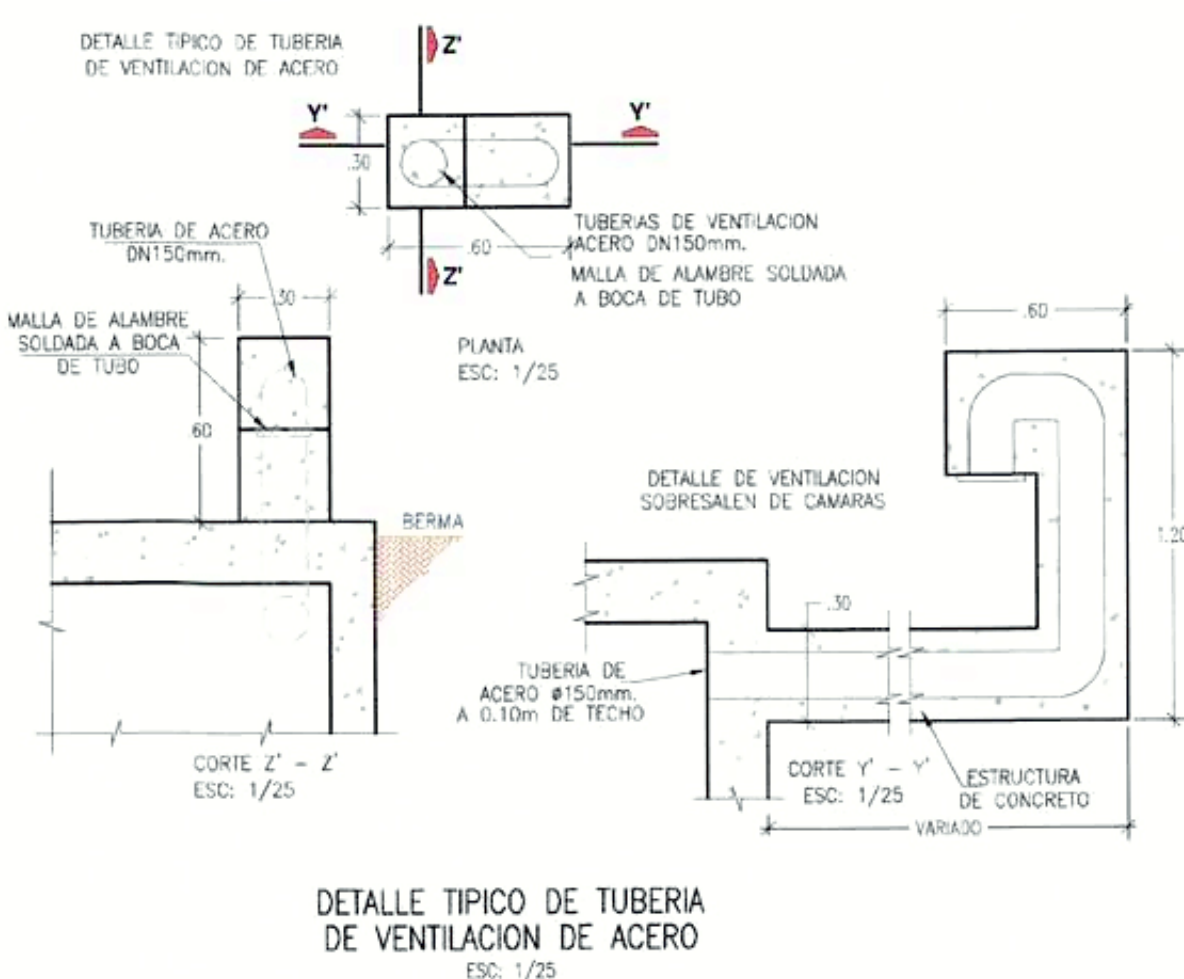 DETALLE TIPICO DE TUBERIA
DE VENTILACION DE ACERO
Z'
Y'
Y'
.30
.60
Z'
TUBERIAS DE VENTILACION
ACERO DN150mm.
MALLA DE ALAMBRE SOLDADA
A BOCA DE TUBO
PLANTA
ESC: 1/25
TUBERIA DE ACERO
DN150mm.
.30
MALLA DE ALAMBRE
SOLDADA A BOCA
DE TUBO
.60
BERMA
CORTE Z' - Z'
ESC: 1/25
.60
DETALLE DE VENTILACION
SOBRESALEN DE CAMARAS
1.20
.30
TUBERIA DE
ACERO ø150mm.
A 0.10m DE TECHO
CORTE Y' - Y'
ESC: 1/25
ESTRUCTURA
DE CONCRETO
VARIADO
DETALLE TIPICO DE TUBERIA
DE VENTILACION DE ACERO
ESC: 1/25